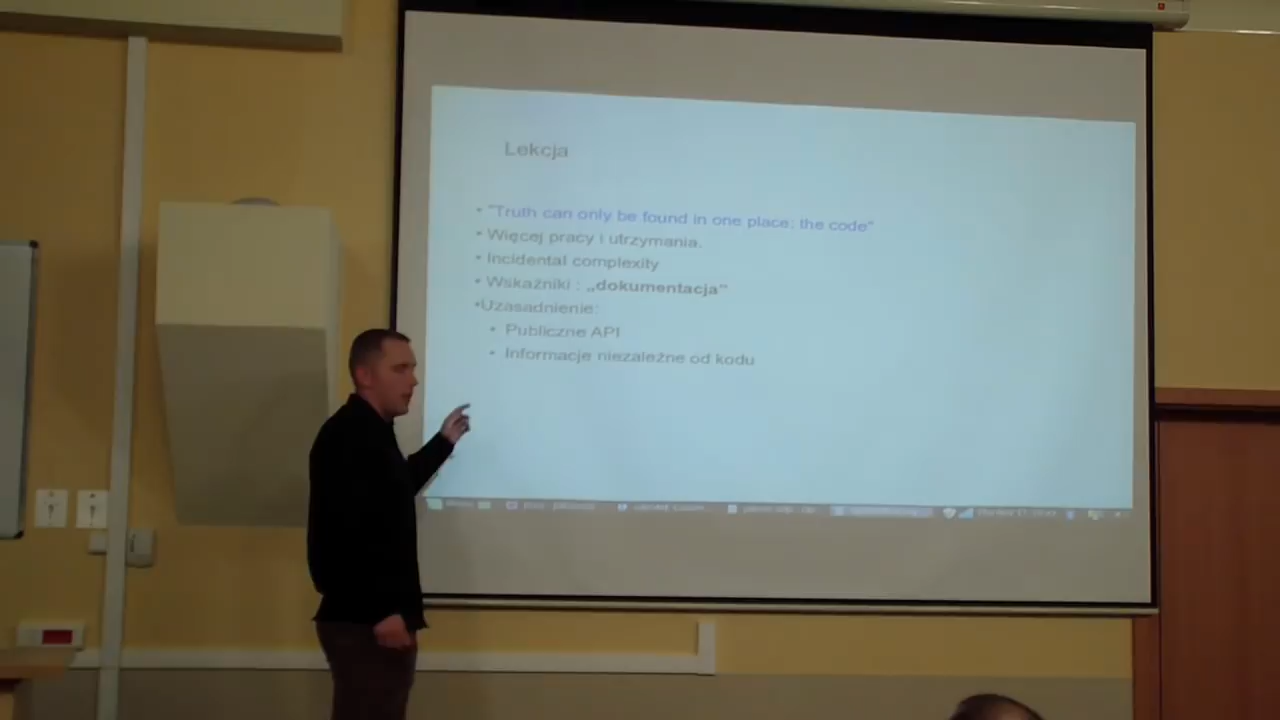 Lekcja
• "Truth can only be found in one place: the code"
• Więcej pracy i utrzymania.
• Incidental complexity
• Wskaźniki : „dokumentacja”
•Uzasadnienie:
• Publiczne API
• Informacje niezależne od kodu